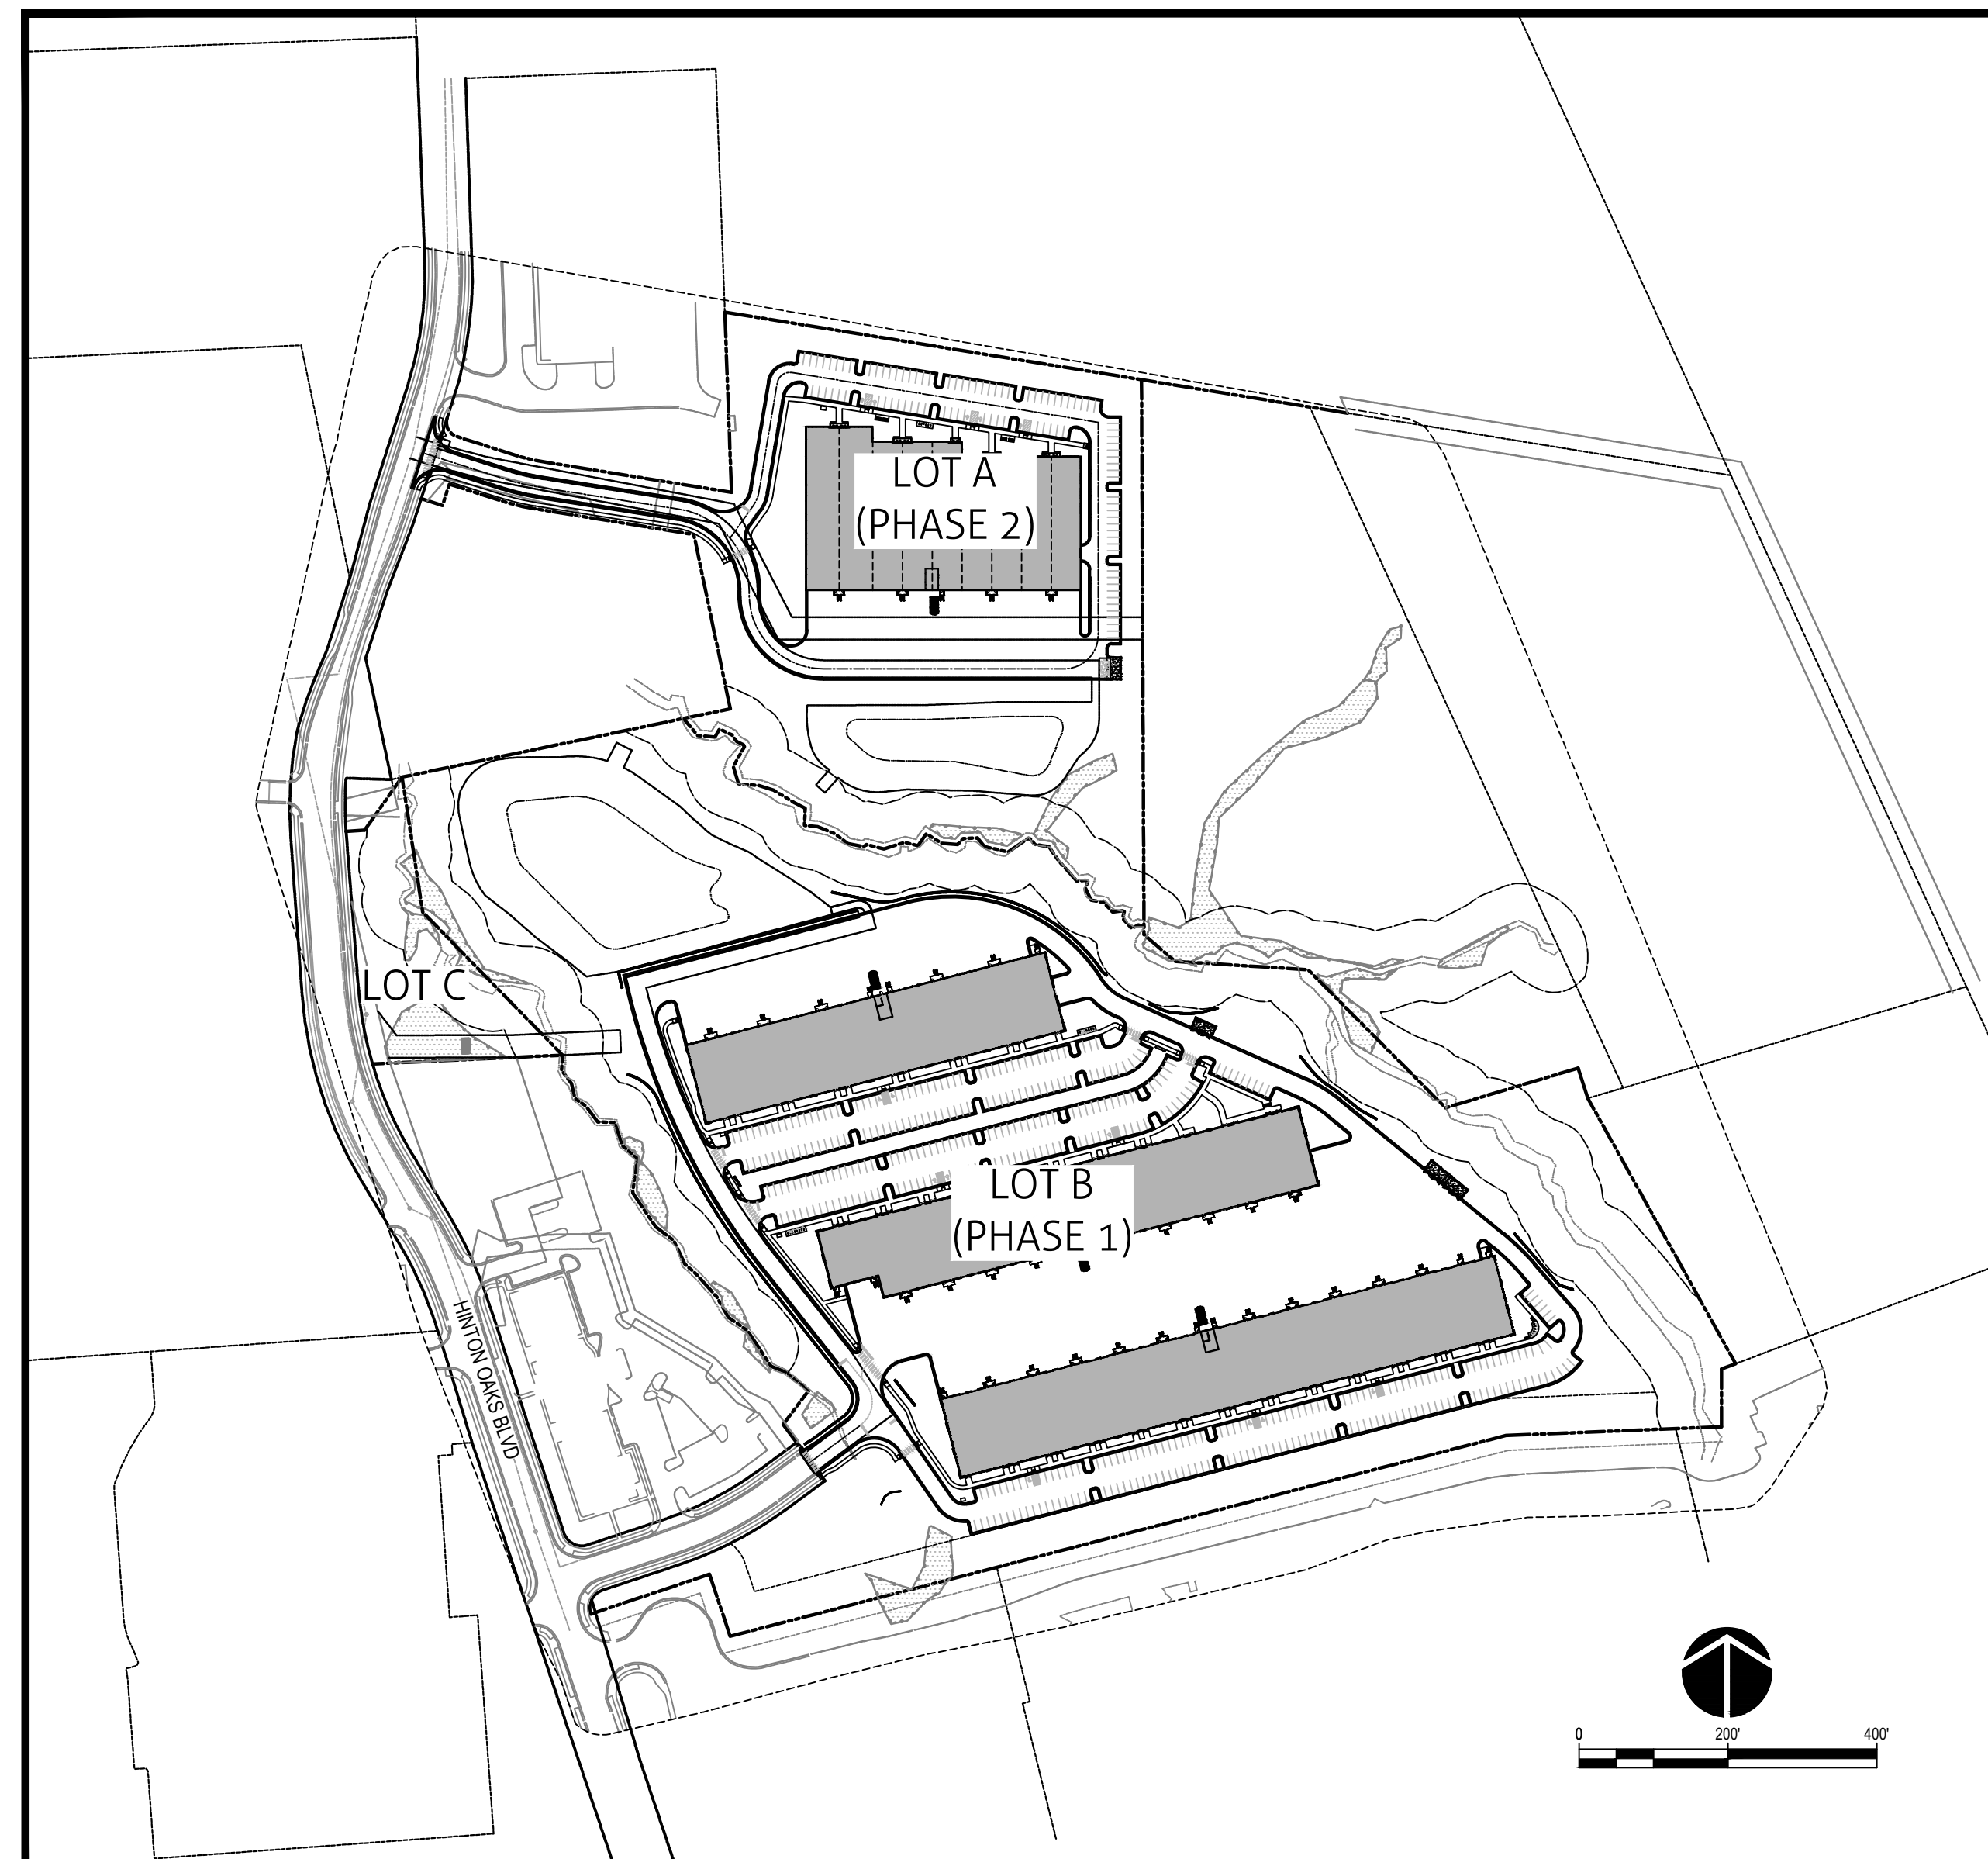 LOT A
(PHASE 2)
LOT C
LOT B
(PHASE 1)
HINTON OAKS BLVD
0 200' 400'